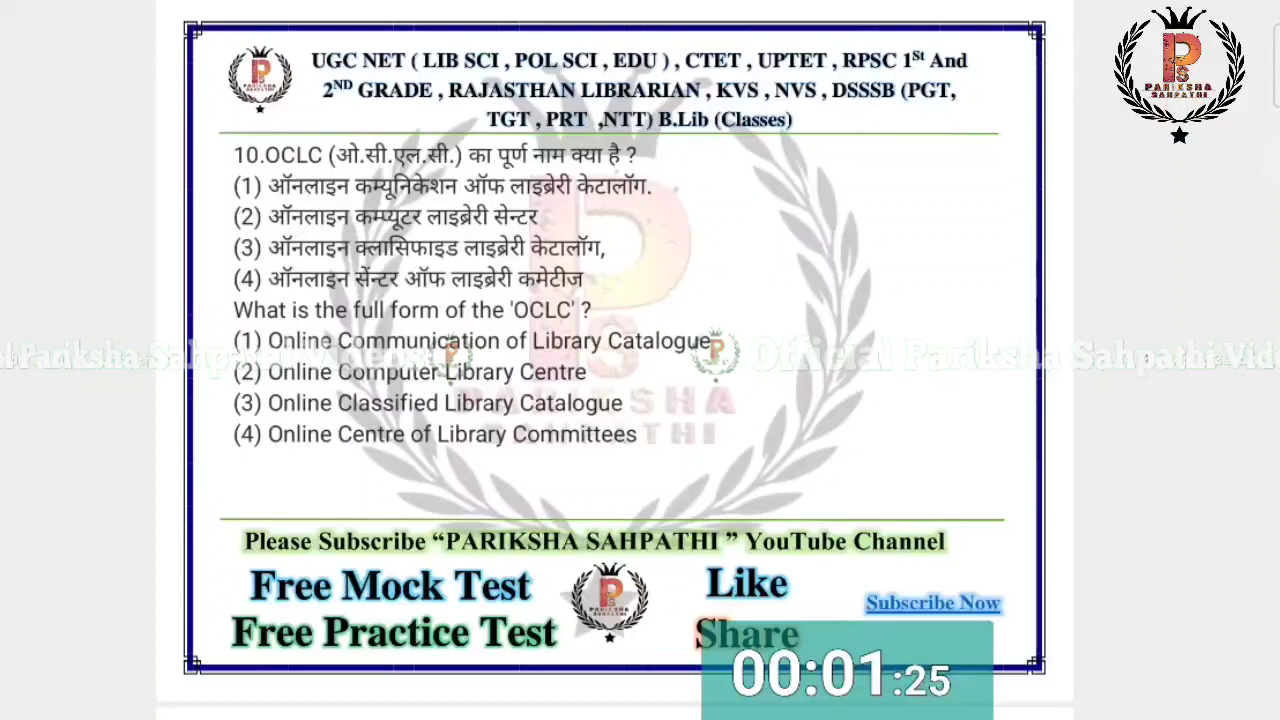 UGC NET ( LIB SCI , POL SCI , EDU ) , CTET , UPTET , RPSC 1St And
2ND GRADE , RAJASTHAN LIBRARIAN , KVS , NVS , DSSSB (PGT,
TGT , PRT ,NTT) B.Lib (Classes)
PARIKSHA
SAHPATHI
10.OCLC (ओ.सी.एल.सी.) का पूर्ण नाम क्या है ?
(1) ऑनलाइन कम्यूनिकेशन ऑफ लाइब्रेरी केटालॉग.
(2) ऑनलाइन कम्प्यूटर लाइब्रेरी सेन्टर
(3) ऑनलाइन क्लासिफाइड लाइब्रेरी केटालॉग,
(4) ऑनलाइन सेंन्टर ऑफ लाइब्रेरी कमेटीज
What is the full form of the 'OCLC' ?
(1) Online Communication of Library Catalogue
(2) Online Computer Library Centre
(3) Online Classified Library Catalogue
(4) Online Centre of Library Committees
Official Pariksha Sahpathi
Please Subscribe “PARIKSHA SAHPATHI ” YouTube Channel
Free Mock Test
Like
Subscribe Now
Free Practice Test
Share
00:01:25